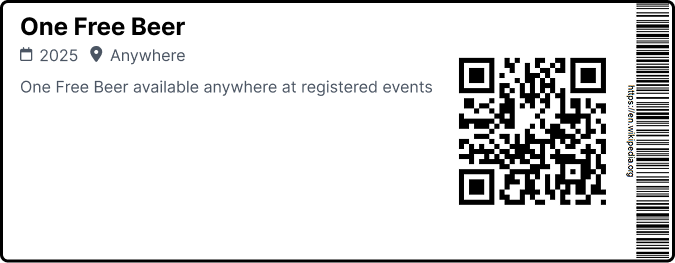 One Free Beer
2025 Anywhere
One Free Beer available anywhere at registered events
https://en.wikipedia.org